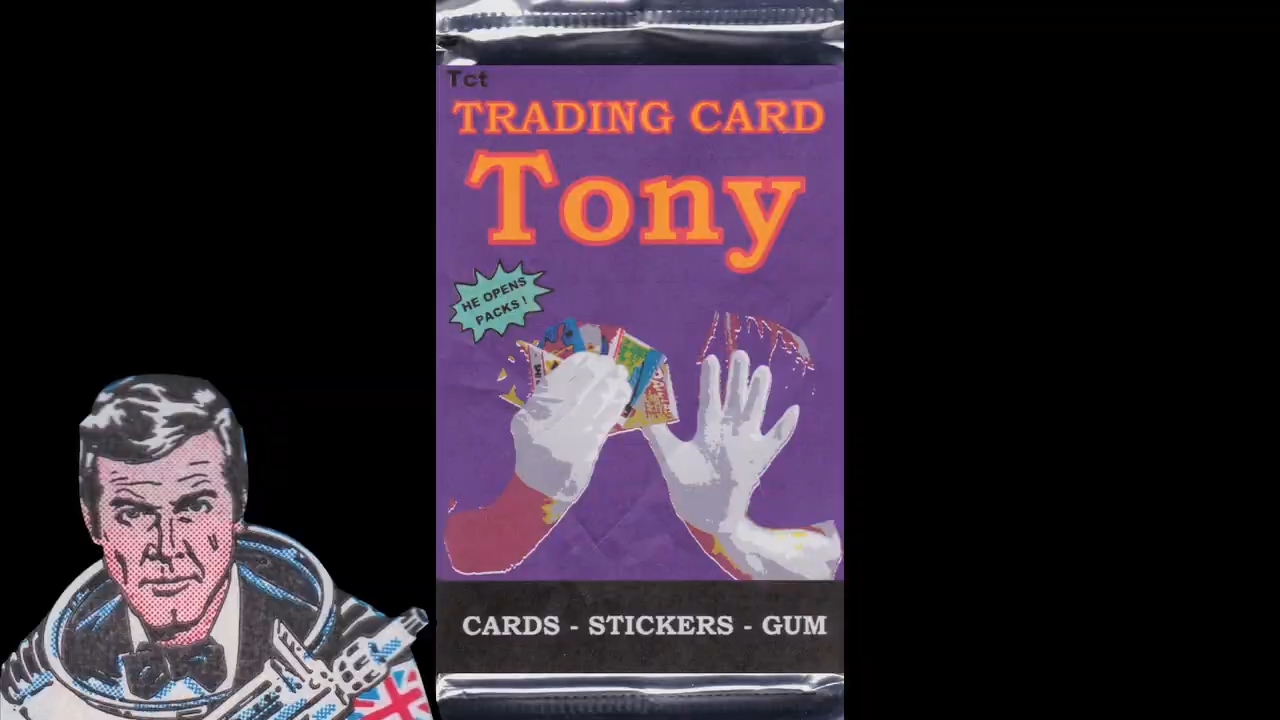 Tct
TRADING CARD
Tony
HE OPENS
PACKS !
CARDS - STICKERS - GUM